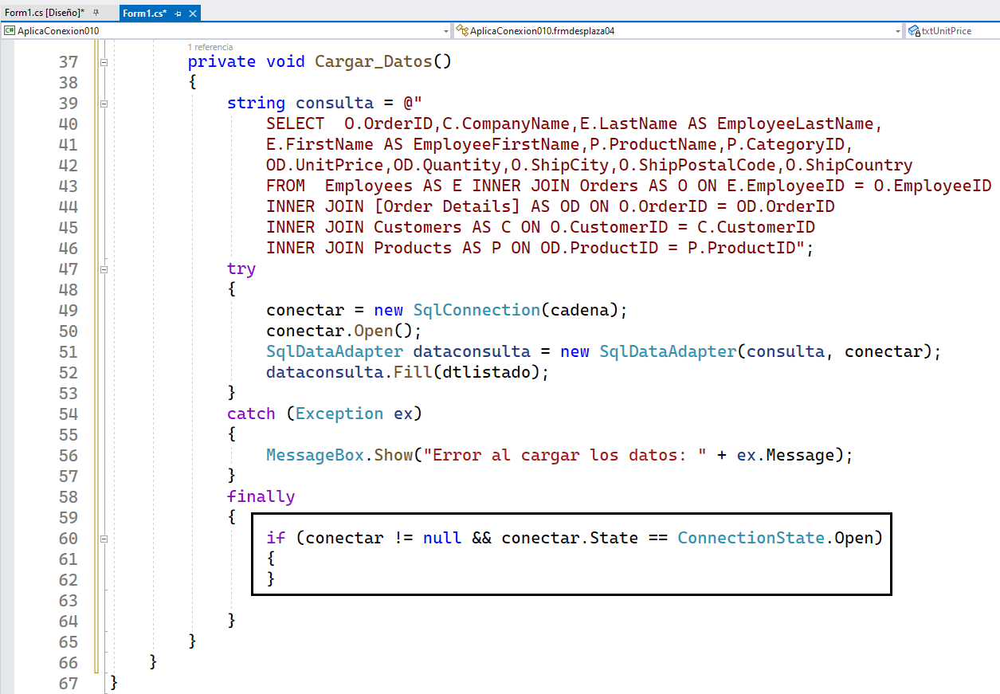 Form1.cs [Diseño]* Form1.cs*
C# AplicaConexion010 AplicaConexion010.frmdesplaza04 txtUnitPrice
1 referencia
37 private void Cargar_Datos()
38 {
39 string consulta = @"
40 SELECT  O.OrderID,C.CompanyName,E.LastName AS EmployeeLastName,
41 E.FirstName AS EmployeeFirstName,P.ProductName,P.CategoryID,
42 OD.UnitPrice,OD.Quantity,O.ShipCity,O.ShipPostalCode,O.ShipCountry
43 FROM  Employees AS E INNER JOIN Orders AS O ON E.EmployeeID = O.EmployeeID
44 INNER JOIN [Order Details] AS OD ON O.OrderID = OD.OrderID
45 INNER JOIN Customers AS C ON O.CustomerID = C.CustomerID
46 INNER JOIN Products AS P ON OD.ProductID = P.ProductID";
47 try
48 {
49 conectar = new SqlConnection(cadena);
50 conectar.Open();
51 SqlDataAdapter dataconsulta = new SqlDataAdapter(consulta, conectar);
52 dataconsulta.Fill(dtlistado);
53 }
54 catch (Exception ex)
55 {
56 MessageBox.Show("Error al cargar los datos: " + ex.Message);
57 }
58 finally
59 {
60 if (conectar != null && conectar.State == ConnectionState.Open)
61 {
62 }
63
64 }
65 }
66 }
67 }